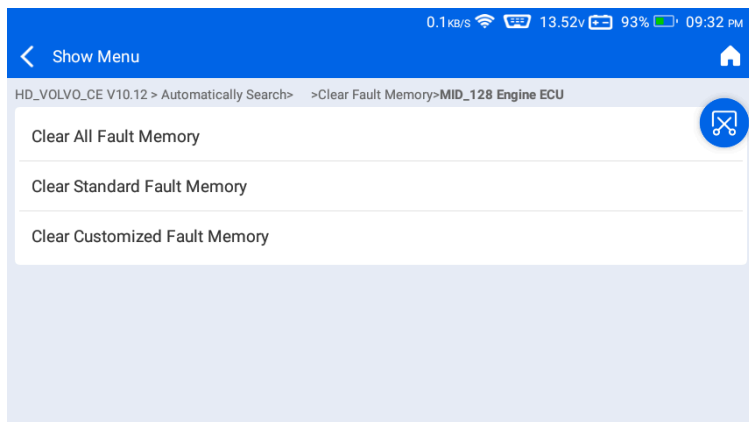 0.1KB/S 13.52V 93% 09:32 PM
Show Menu
HD_VOLVO_CE V10.12 > Automatically Search> >Clear Fault Memory>MID_128 Engine ECU
Clear All Fault Memory
Clear Standard Fault Memory
Clear Customized Fault Memory